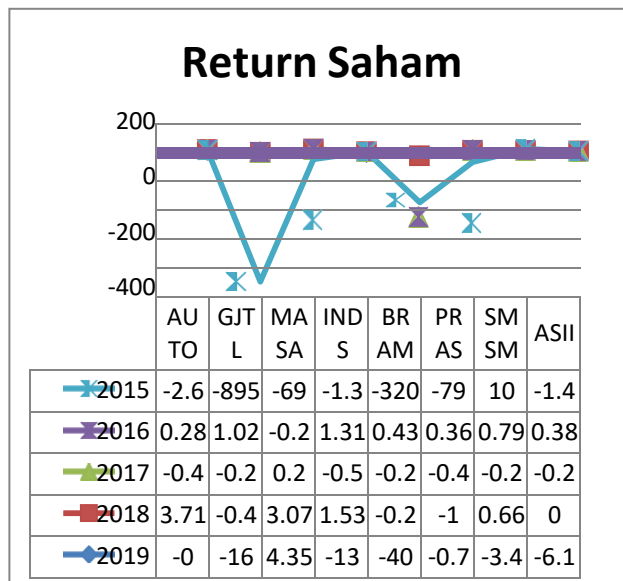 Return Saham
200
0
-200
-400
AU TO GJT L MA SA IND S BR AM PR AS SM SM ASII
2015 -2.6 -895 -69 -1.3 -320 -79 10 -1.4
2016 0.28 1.02 -0.2 1.31 0.43 0.36 0.79 0.38
2017 -0.4 -0.2 0.2 -0.5 -0.2 -0.4 -0.2 -0.2
2018 3.71 -0.4 3.07 1.53 -0.2 -1 0.66 0
2019 -0 -16 4.35 -13 -40 -0.7 -3.4 -6.1